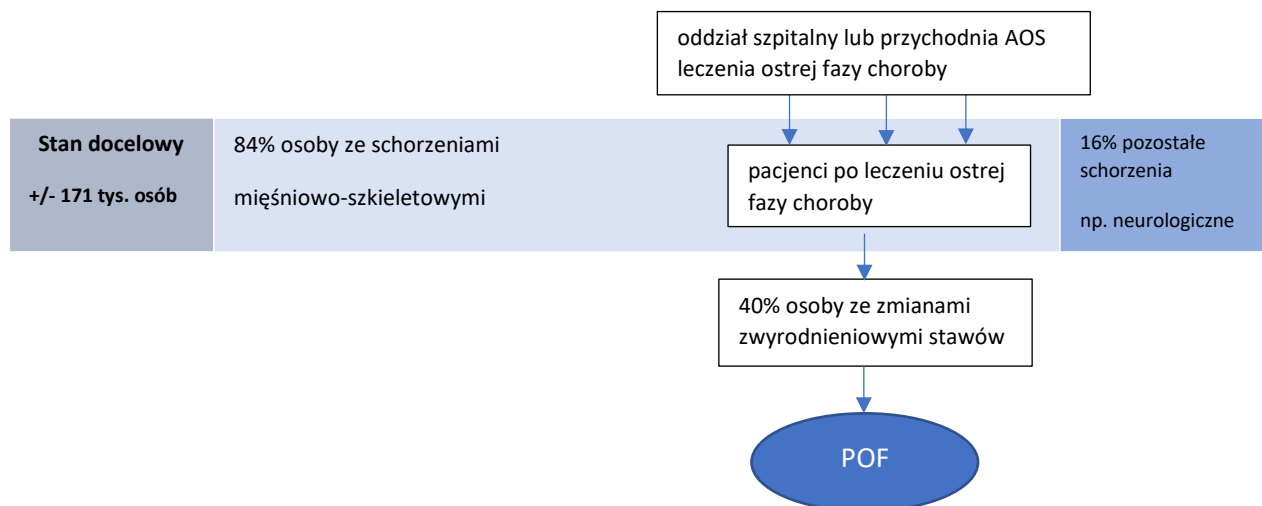 oddział szpitalny lub przychodnia AOS
leczenia ostrej fazy choroby
Stan docelowy
+/- 171 tys. osób
84% osoby ze schorzeniami
mięśniowo-szkieletowymi
pacjenci po leczeniu ostrej
fazy choroby
16% pozostałe
schorzenia
np. neurologiczne
40% osoby ze zmianami
zwyrodnieniowymi stawów
POF